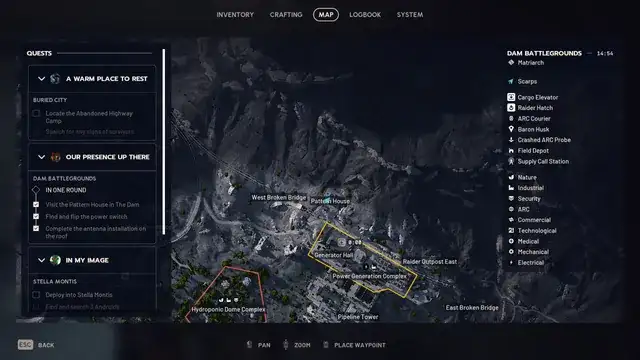 INVENTORY CRAFTING MAP LOGBOOK SYSTEM
QUESTS
A WARM PLACE TO REST
BURIED CITY
Locate the Abandoned Highway
Camp
OUR PRESENCE UP THERE
DAM BATTLEGROUNDS
IN ONE ROUND
Visit the Pattern House in The Dam
Find and flip the power switch
Complete the antenna installation on
the roof
IN MY IMAGE
STELLA MONTIS
Deploy into Stella Montis
West Broken Bridge
Pattern House
0:00
Generator Hall
Raider Outpost East
Power Generation Complex
Hydroponic Dome Complex
East Broken Bridge
Pipeline Tower
DAM BATTLEGROUNDS 14:54
Matriarch
Scarps
Cargo Elevator
Raider Hatch
ARC Courier
Baron Husk
Crashed ARC Probe
Field Depot
Supply Call Station
Nature
Industrial
Security
ARC
Commercial
Technological
Medical
Mechanical
Electrical
ESC BACK
PAN ZOOM PLACE WAYPOINT